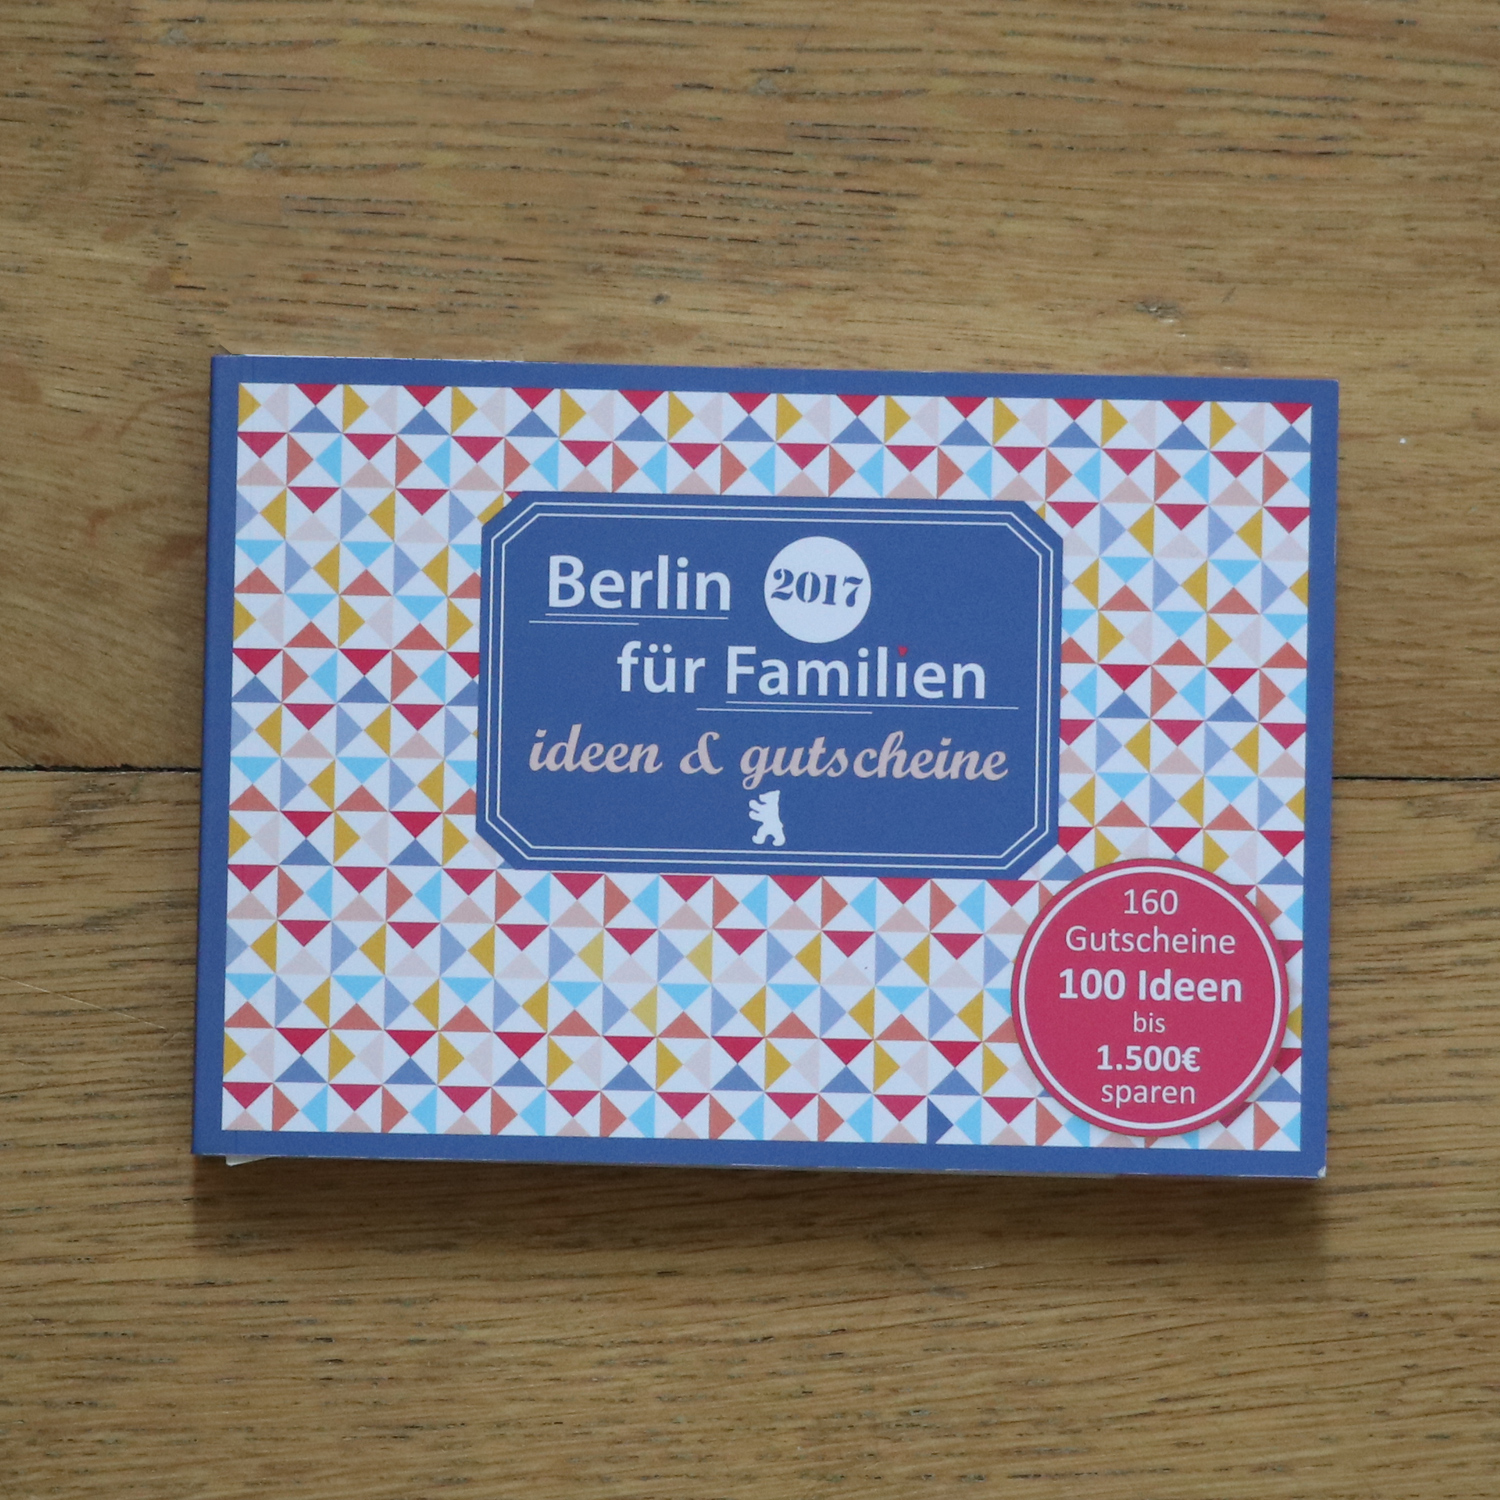 Berlin 2017
für Familien
ideen & gutscheine
160
Gutscheine
100 Ideen
bis
1.500€
sparen